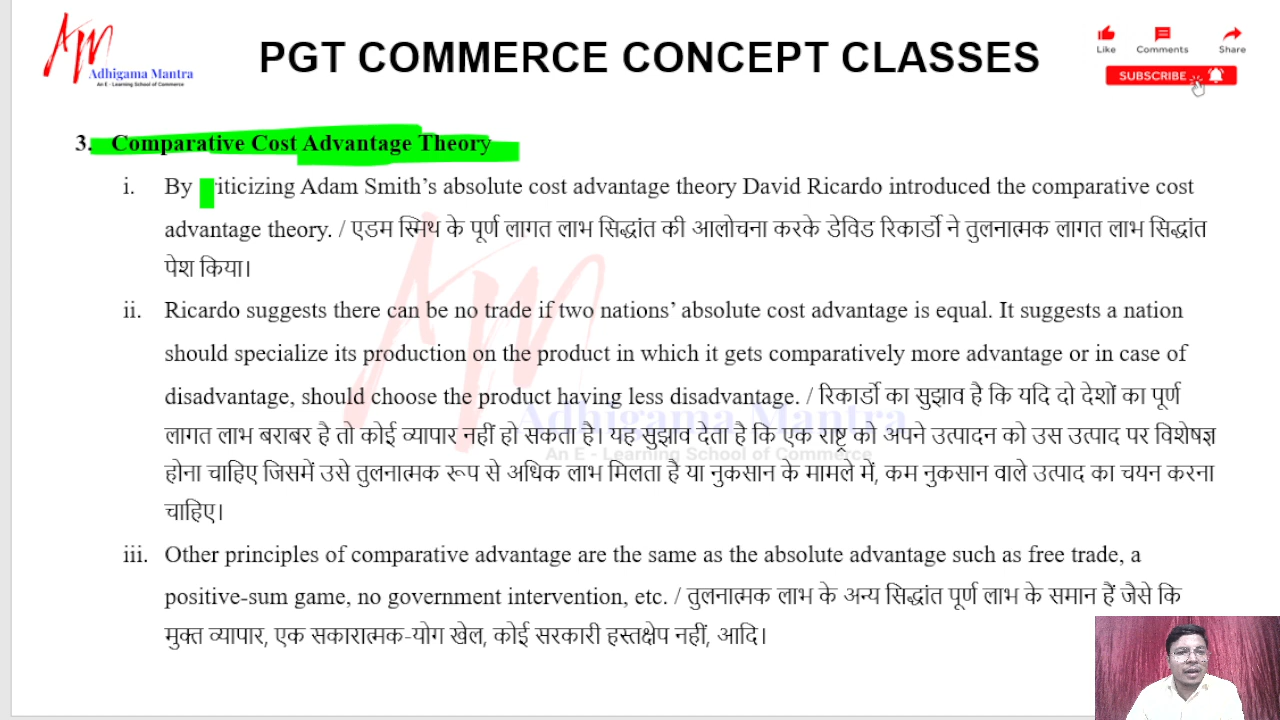 Adhigama Mantra
An E - Learning School of Commerce
PGT COMMERCE CONCEPT CLASSES
Like Comments Share
SUBSCRIBE
3. Comparative Cost Advantage Theory
i. By criticizing Adam Smith’s absolute cost advantage theory David Ricardo introduced the comparative cost
advantage theory. / एडम स्मिथ के पूर्ण लागत लाभ सिद्धांत की आलोचना करके डेविड रिकार्डो ने तुलनात्मक लागत लाभ सिद्धांत
पेश किया।
ii. Ricardo suggests there can be no trade if two nations’ absolute cost advantage is equal. It suggests a nation
should specialize its production on the product in which it gets comparatively more advantage or in case of
disadvantage, should choose the product having less disadvantage. / रिकार्डो का सुझाव है कि यदि दो देशों का पूर्ण
लागत लाभ बराबर है तो कोई व्यापार नहीं हो सकता है। यह सुझाव देता है कि एक राष्ट्र को अपने उत्पादन को उस उत्पाद पर विशेषज्ञ
होना चाहिए जिसमें उसे तुलनात्मक रूप से अधिक लाभ मिलता है या नुकसान के मामले में, कम नुकसान वाले उत्पाद का चयन करना
चाहिए।
iii. Other principles of comparative advantage are the same as the absolute advantage such as free trade, a
positive-sum game, no government intervention, etc. / तुलनात्मक लाभ के अन्य सिद्धांत पूर्ण लाभ के समान हैं जैसे कि
मुक्त व्यापार, एक सकारात्मक-योग खेल, कोई सरकारी हस्तक्षेप नहीं, आदि।
Adhigama Mantra
An E - Learning School of Commerce